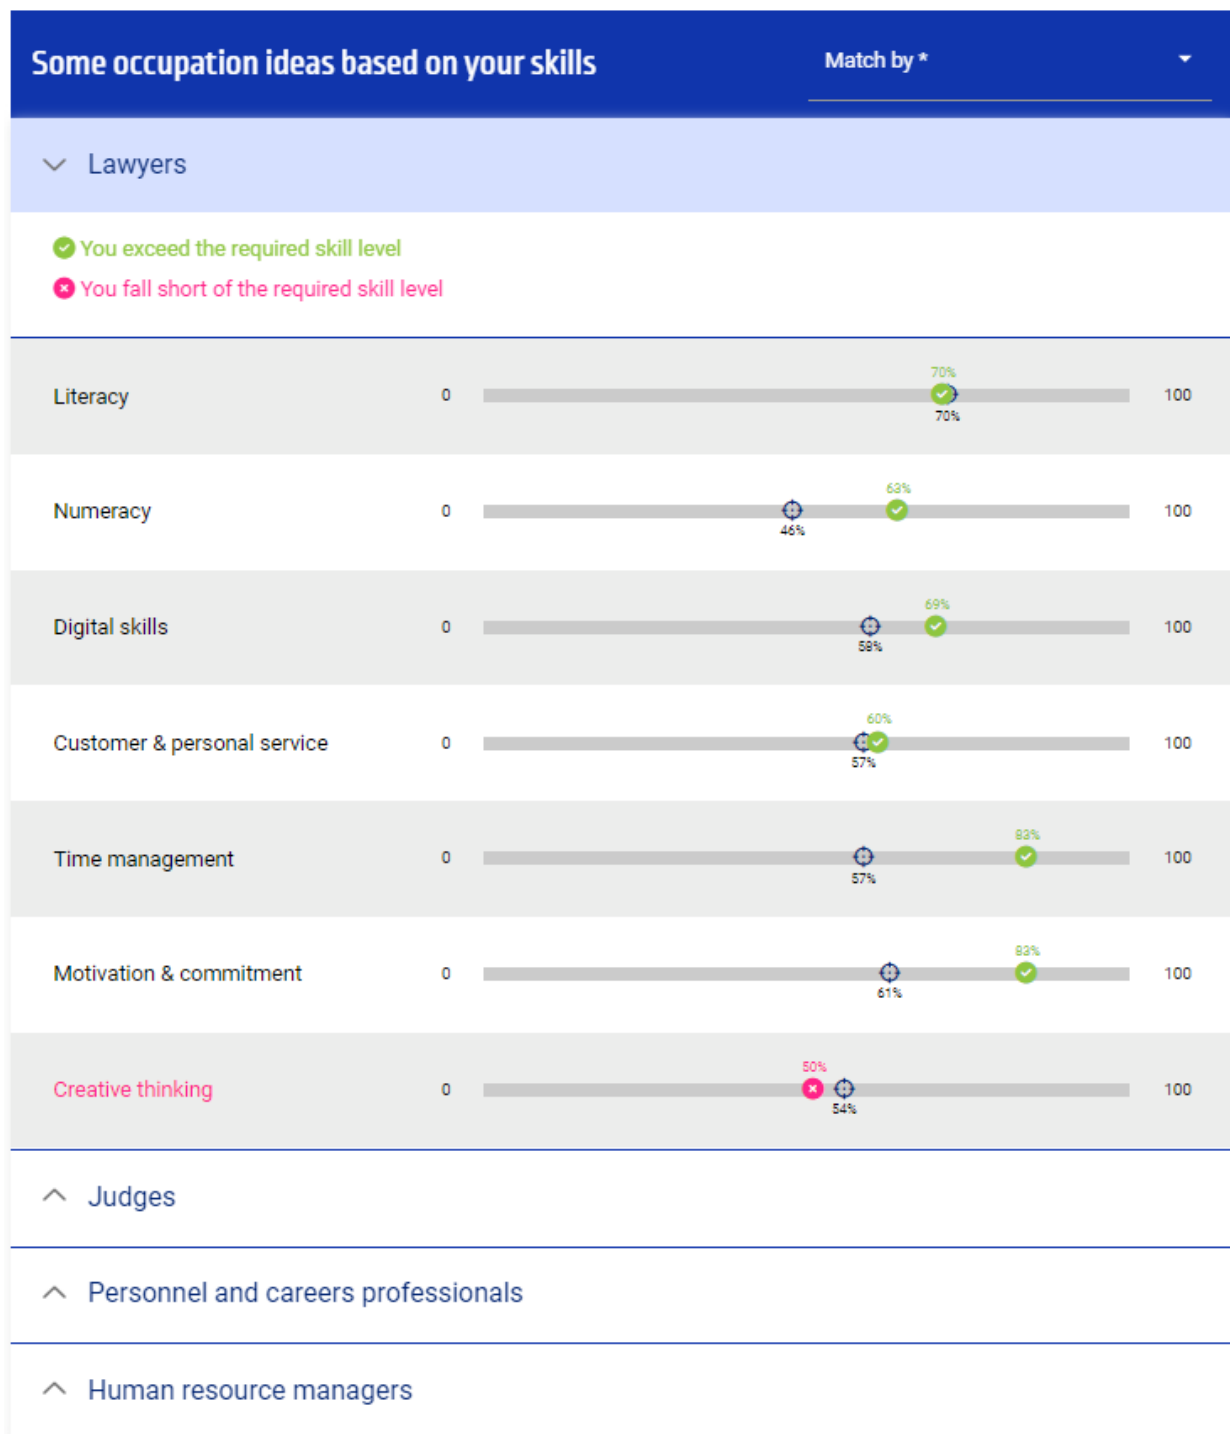 Some occupation ideas based on your skills
Match by *
Lawyers
You exceed the required skill level
You fall short of the required skill level
70%
Literacy 0 100
70%
63%
Numeracy 0 100
46%
69%
Digital skills 0 100
58%
60%
Customer & personal service 0 100
57%
83%
Time management 0 100
57%
83%
Motivation & commitment 0 100
61%
50%
Creative thinking 0 100
54%
Judges
Personnel and careers professionals
Human resource managers